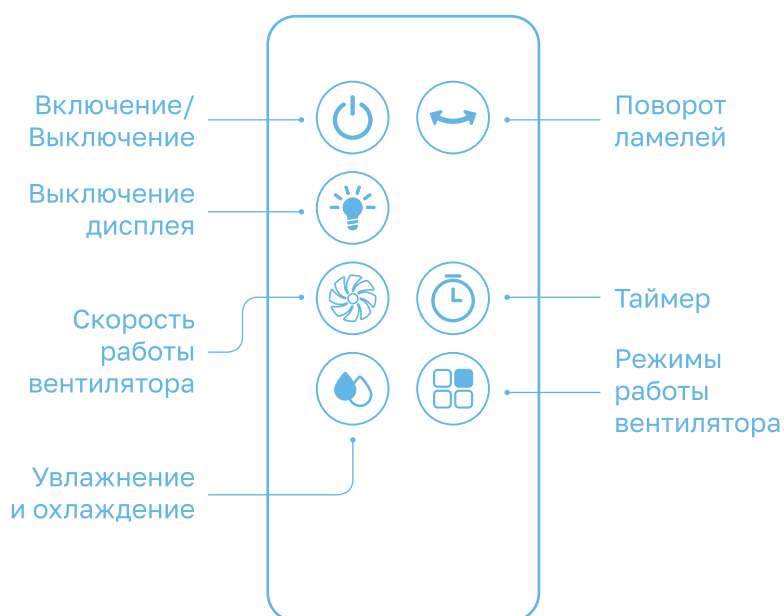 Включение/
Выключение
Поворот
ламелей
Выключение
дисплея
Скорость
работы
вентилятора
Таймер
Режимы
работы
вентилятора
Увлажнение
и охлаждение